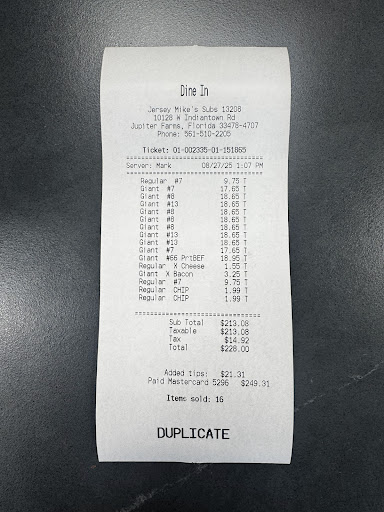 Dine In
Jersey Mike's Subs 13208
10128 W Indiantown Rd
Jupiter Farms, Florida 33478-4707
Phone: 561-510-2205
Ticket: 01-002335-01-151865
Server: Mark 08/27/25 1:07 PM
Regular #7 9.75 T
Giant #7 17.65 T
Giant #8 18.65 T
Giant #13 18.65 T
Giant #8 18.65 T
Giant #8 18.65 T
Giant #8 18.65 T
Giant #13 18.65 T
Giant #13 18.65 T
Giant #7 17.65 T
Giant #66 PrtBEF 18.95 T
Regular X Cheese 1.55 T
Giant X Bacon 3.25 T
Regular #7 9.75 T
Regular CHIP 1.99 T
Regular CHIP 1.99 T
Sub Total $213.08
Taxable $213.08
Tax $14.92
Total $228.00
Added tips: $21.31
Paid Mastercard 5296 $249.31
Items sold: 16
DUPLICATE